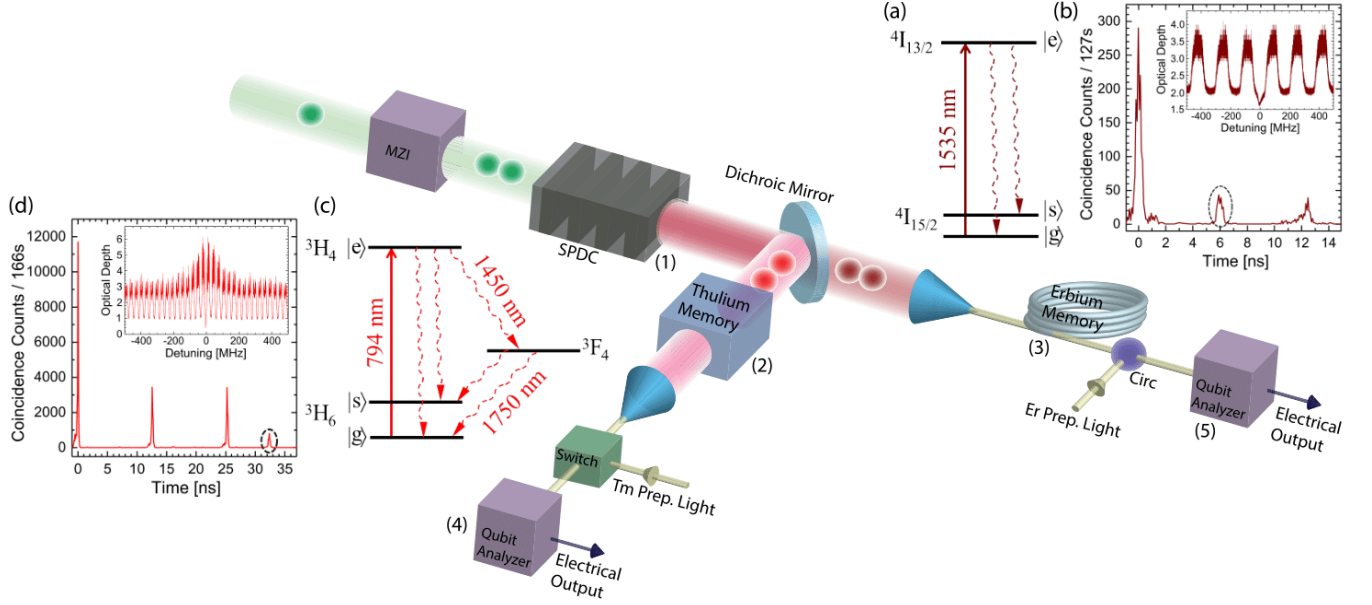 (a)
⁴I₁₃/₂
|e⟩
1535 nm
⁴I₁₅/₂
|s⟩
|g⟩
(b)
Coincidence Counts / 127s
300
250
200
150
100
50
0
0 2 4 6 8 10 12 14
Time [ns]
Optical Depth
4.0
3.5
3.0
2.5
2.0
1.5
-400 -200 0 200 400
Detuning [MHz]
MZI
SPDC
(1)
Dichroic Mirror
Thulium
Memory
(2)
Erbium
Memory
(3)
Circ
Er Prep. Light
Qubit
Analyzer
(5)
Electrical
Output
Switch
Tm Prep. Light
(4)
Qubit
Analyzer
Electrical
Output
(c)
³H₄
|e⟩
1450 nm
794 nm
³F₄
1750 nm
³H₆
|s⟩
|g⟩
(d)
Coincidence Counts / 166s
12000
10000
8000
6000
4000
2000
0
0 5 10 15 20 25 30 35
Time [ns]
Optical Depth
6
5
4
3
2
1
0
-400 -200 0 200 400
Detuning [MHz]